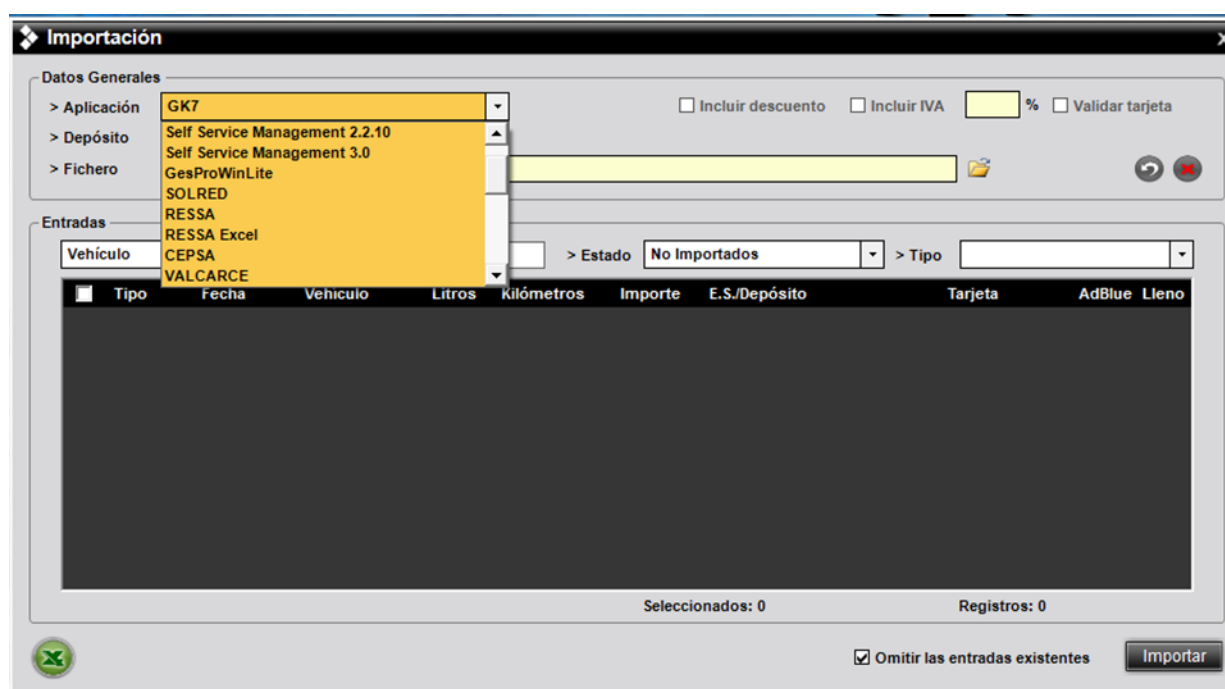 Importación
Datos Generales
> Aplicación GK7 Incluir descuento Incluir IVA % Validar tarjeta
> Depósito
> Fichero
Self Service Management 2.2.10
Self Service Management 3.0
GesProWinLite
SOLRED
RESSA
RESSA Excel
CEPSA
VALCARCE
Entradas
Vehículo > Estado No Importados > Tipo
Tipo Fecha Vehículo Litros Kilómetros Importe E.S./Depósito Tarjeta AdBlue Lleno
Seleccionados: 0 Registros: 0
Omitir las entradas existentes Importar